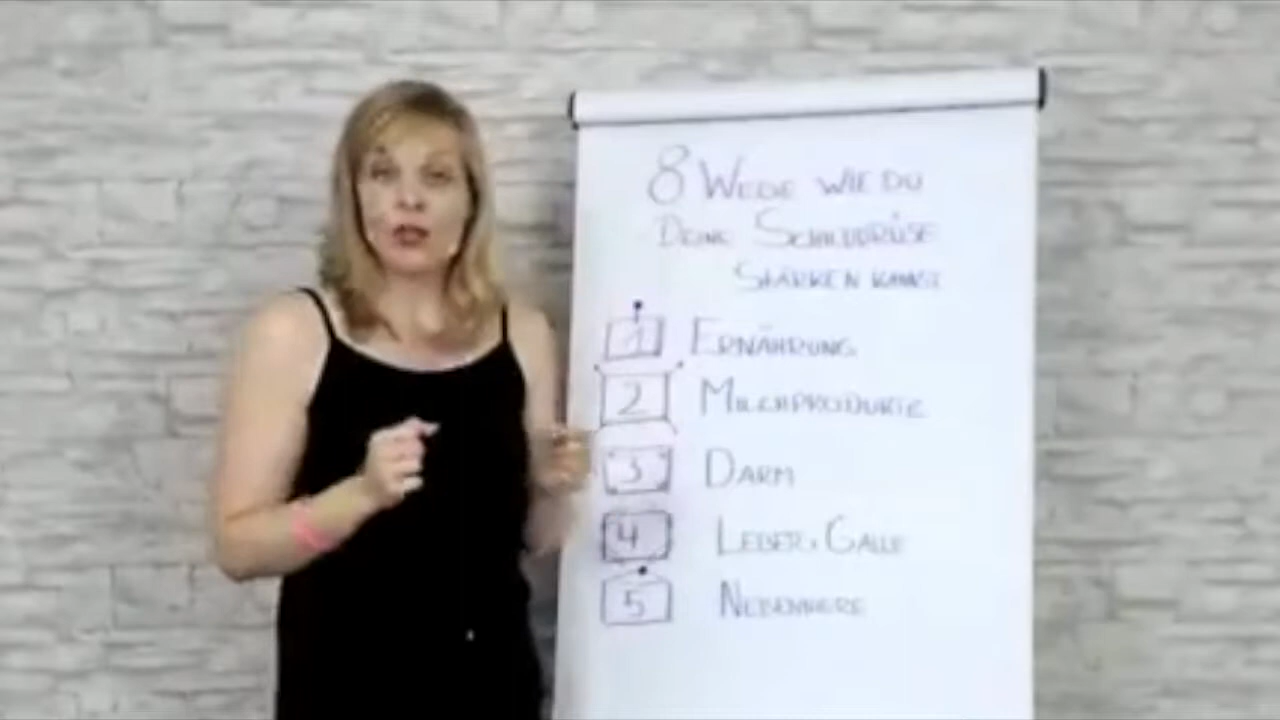 8 WEGE WIE DU
DEINE SCHILDDRÜSE
STÄRKEN KANNST
1 ERNÄHRUNG
2 MILCHPRODUKTE
3 DARM
4 LEBER + GALLE
5 NEBENNIERE